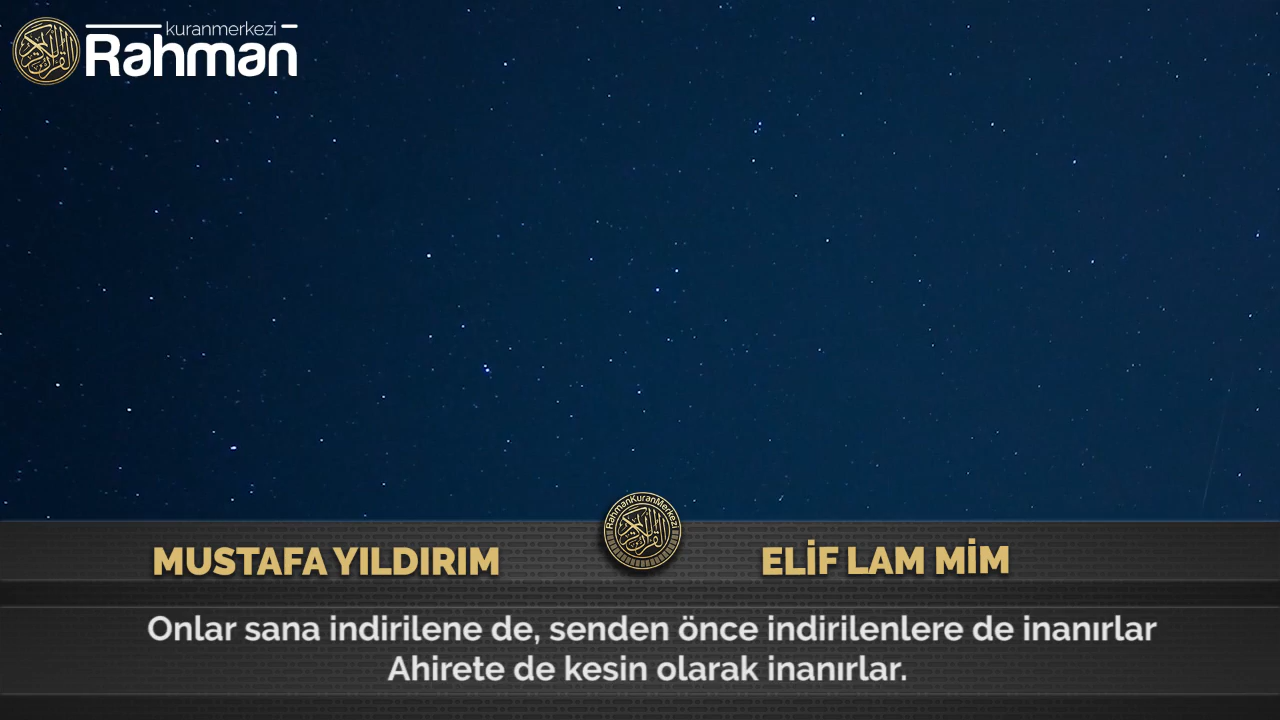 kuranmerkezi
Rahman
RahmanKuranMerkezi
MUSTAFA YILDIRIM
ELİF LAM MİM
Onlar sana indirilene de, senden önce indirilenlere de inanırlar
Ahirete de kesin olarak inanırlar.